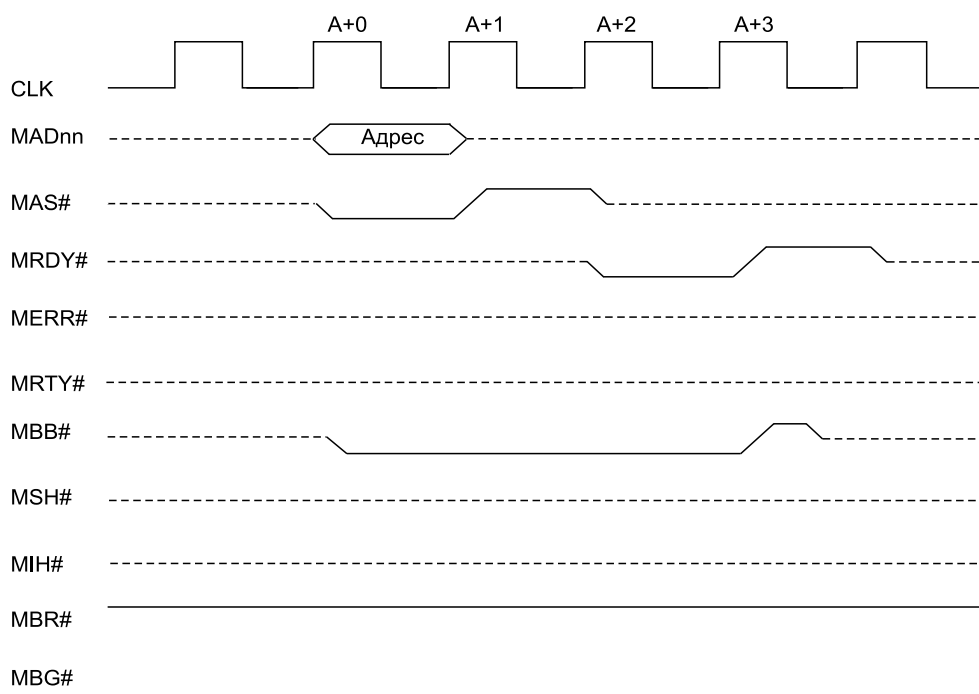 A+0 A+1 A+2 A+3
CLK
MADnn Адрес
MAS#
MRDY#
MERR#
MRTY#
MBB#
MSH#
MIH#
MBR#
MBG#